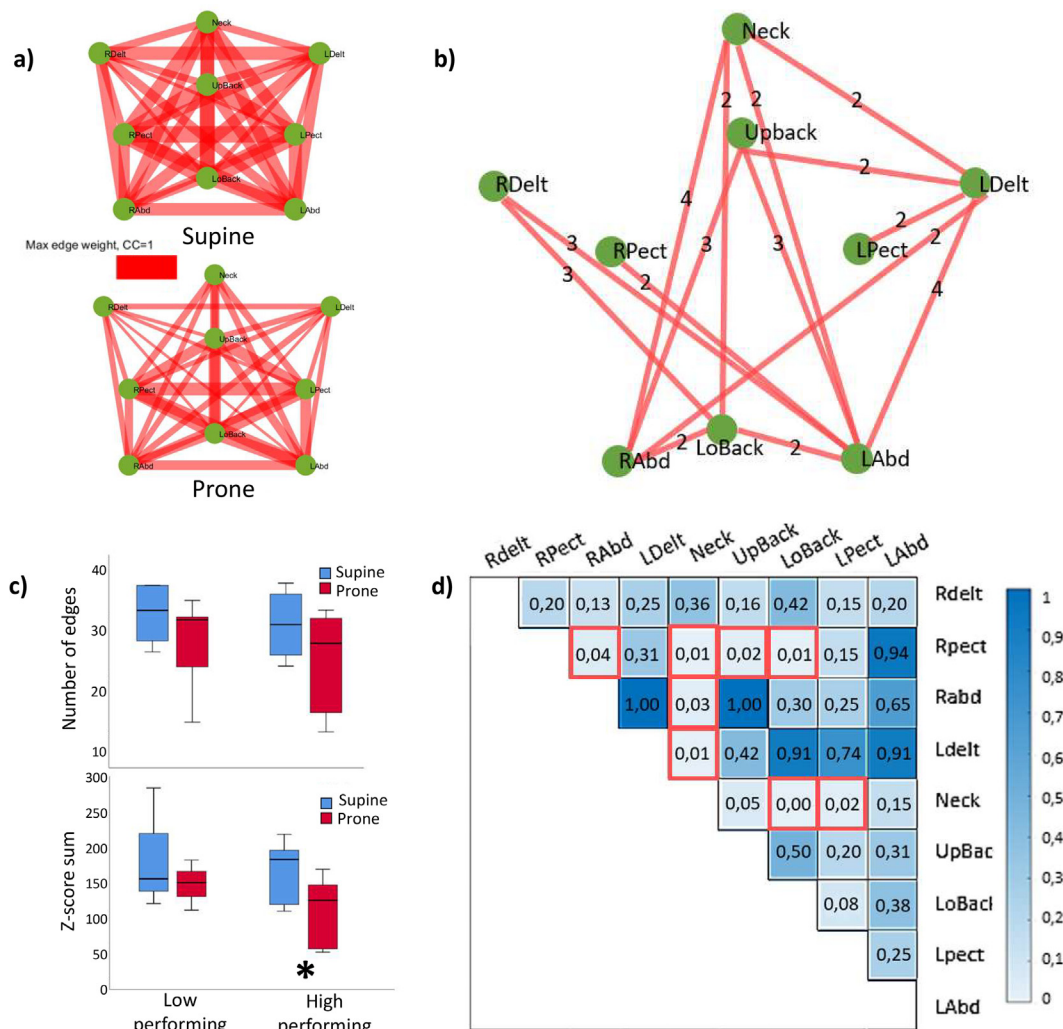 a)
Neck
RDelt
LDelt
UpBack
RPect
LPect
LoBack
RAbd
LAbd
Supine
Max edge weight, CC=1
Neck
RDelt
LDelt
UpBack
RPect
LPect
LoBack
RAbd
LAbd
Prone
b)
Neck
2
2
2
Upback
2
RDelt
LDelt
4
2
3
RPect
3
3
LPect
2
3
2
4
RAbd
2
LoBack
2
LAbd
c)
40
30
20
10
Number of edges
Supine
Prone
300
250
200
150
100
50
0
Z-score sum
Supine
Prone
*
Low
performing
High
performing
d)
Rdelt RPect RAbd LDelt Neck UpBack LoBack LPect LAbd
0,20 0,13 0,25 0,36 0,16 0,42 0,15 0,20 Rdelt
0,04 0,31 0,01 0,02 0,01 0,15 0,94 Rpect
1,00 0,03 1,00 0,30 0,25 0,65 Rabd
0,01 0,42 0,91 0,74 0,91 Ldelt
0,05 0,00 0,02 0,15 Neck
0,50 0,20 0,31 UpBac
0,08 0,38 LoBack
0,25 Lpect
LAbd
1
0,9
0,8
0,7
0,6
0,5
0,4
0,3
0,2
0,1
0